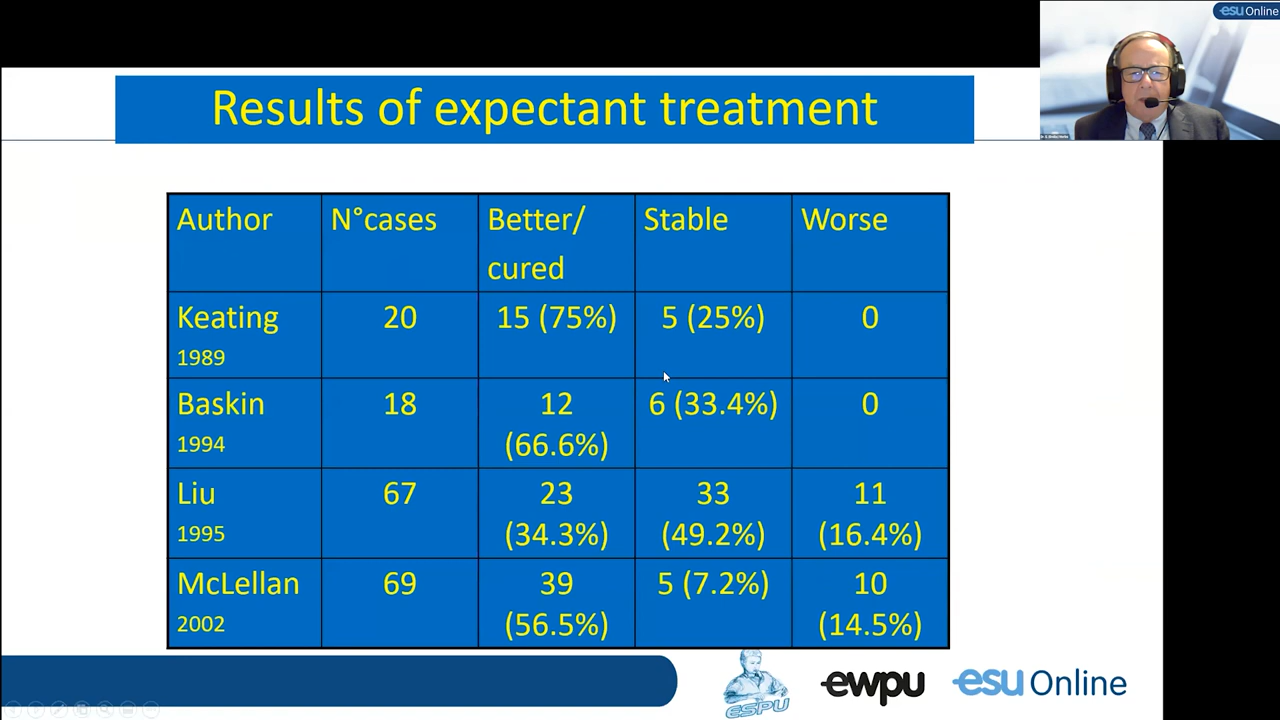 esu Online
Results of expectant treatment
Author N°cases Better/ Stable Worse
cured
Keating 20 15 (75%) 5 (25%) 0
1989
Baskin 18 12 6 (33.4%) 0
1994 (66.6%)
Liu 67 23 33 11
1995 (34.3%) (49.2%) (16.4%)
McLellan 69 39 5 (7.2%) 10
2002 (56.5%) (14.5%)
ESPU ewpu esu Online